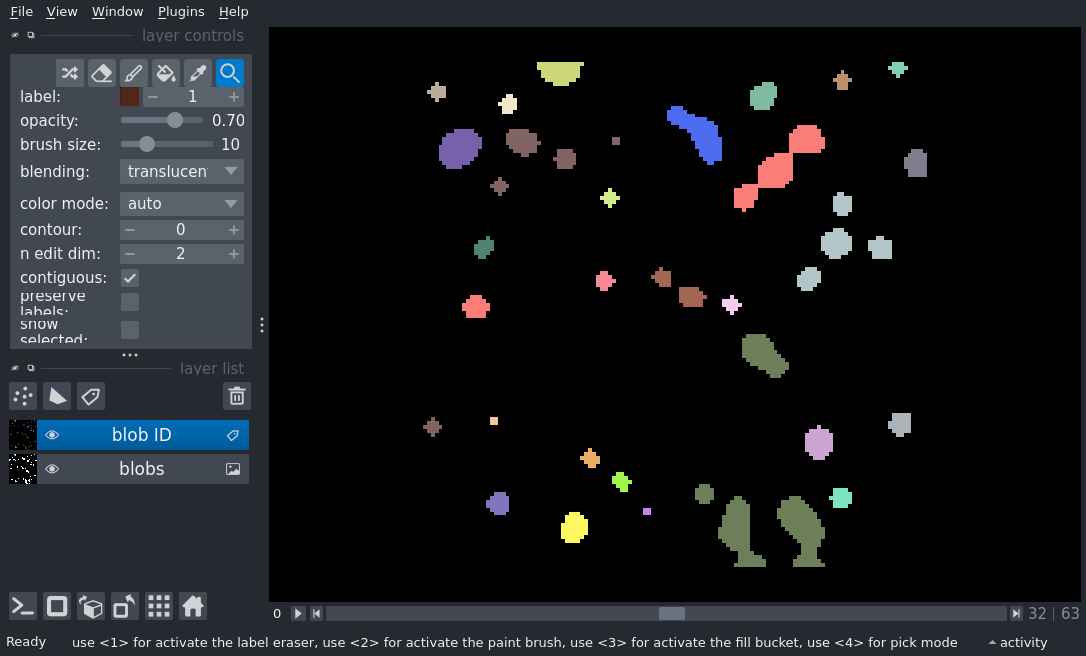 File View Window Plugins Help
layer controls
label: 1
opacity: 0.70
brush size: 10
blending: translucen
color mode: auto
contour: 0
n edit dim: 2
contiguous:
preserve
labels:
show
selected:
layer list
blob ID
blobs
0 32 63
Ready use <1> for activate the label eraser, use <2> for activate the paint brush, use <3> for activate the fill bucket, use <4> for pick mode activity